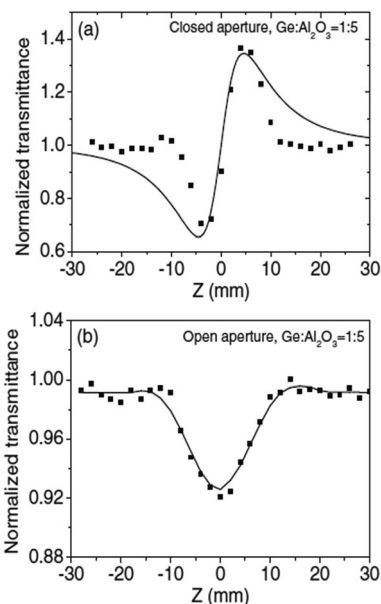 (a)
Closed aperture, Ge:Al₂O₃=1:5
Normalized transmittance
1.4
1.2
1.0
0.8
0.6
-30 -20 -10 0 10 20 30
Z (mm)
(b)
Open aperture, Ge:Al₂O₃=1:5
Normalized transmittance
1.04
1.00
0.96
0.92
0.88
-30 -20 -10 0 10 20 30
Z (mm)